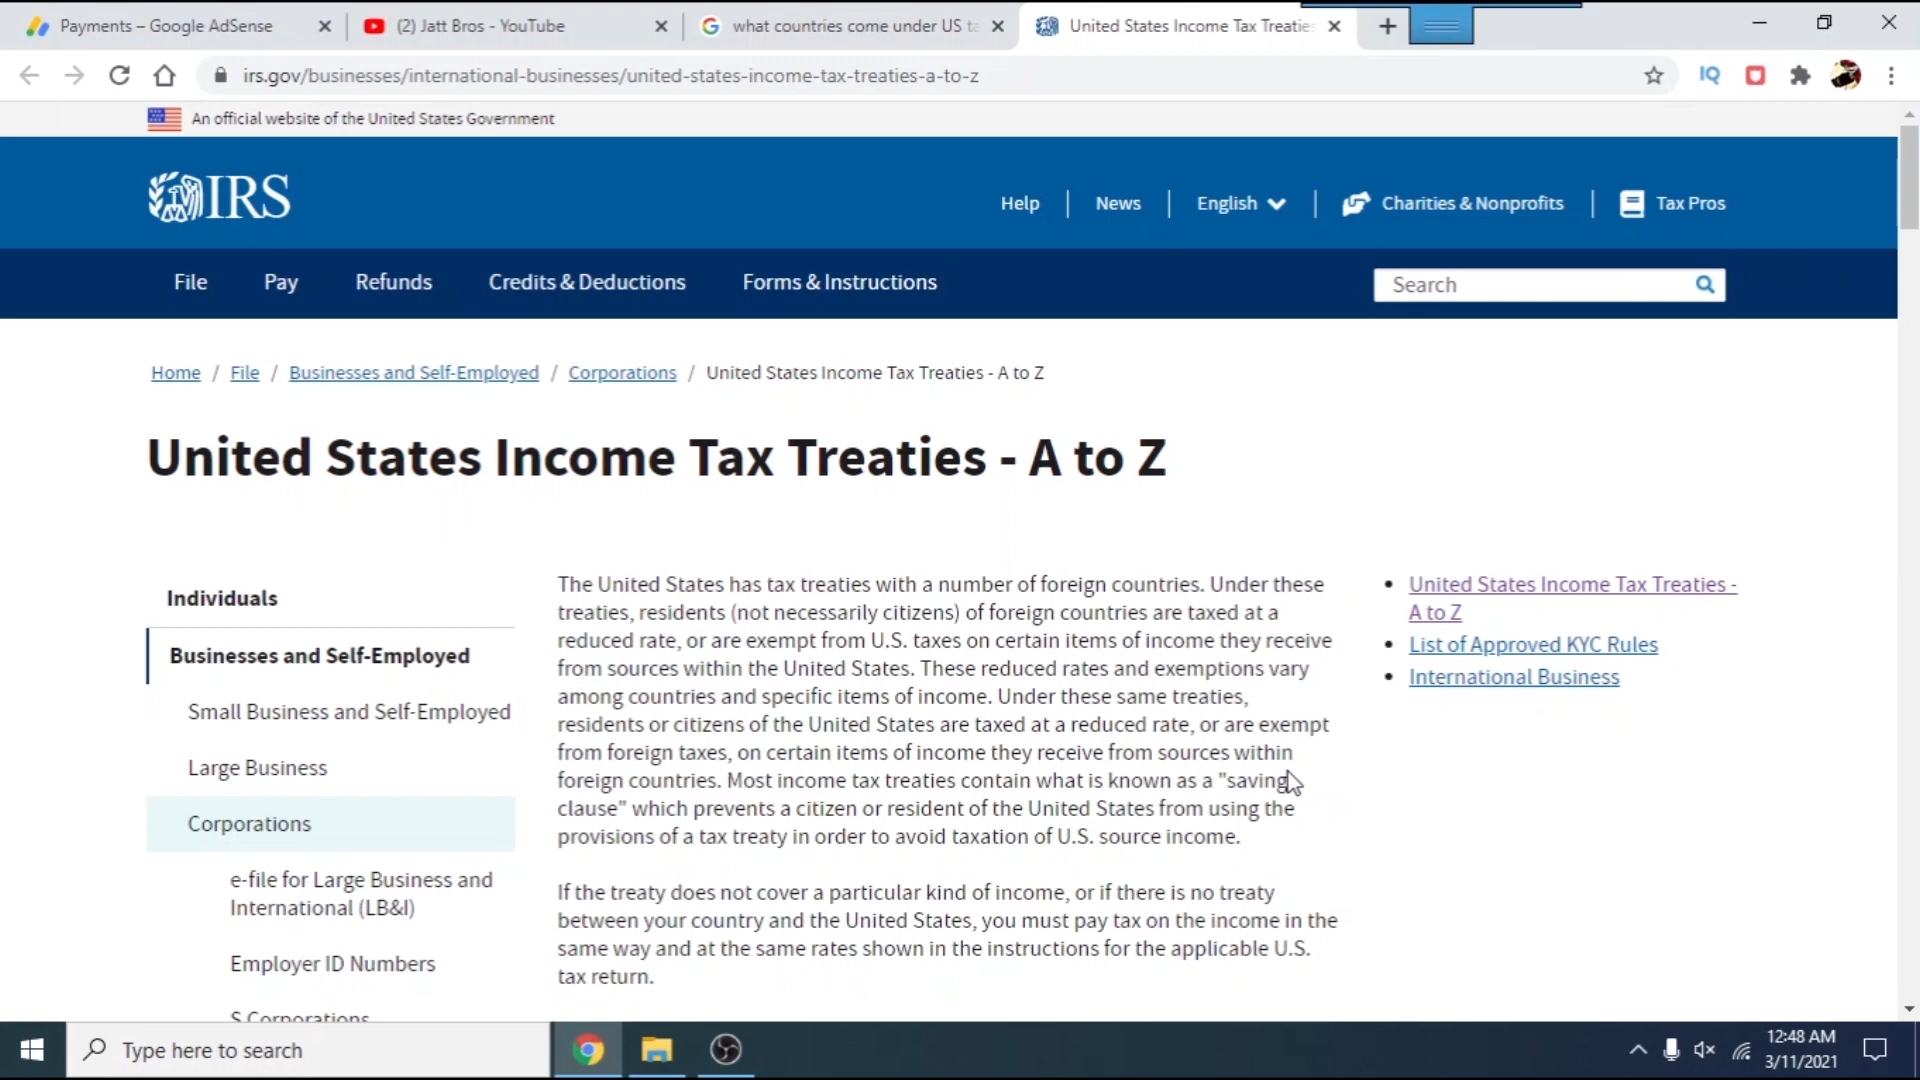 Payments – Google AdSense
(2) Jatt Bros - YouTube
what countries come under US ta
United States Income Tax Treaties
irs.gov/businesses/international-businesses/united-states-income-tax-treaties-a-to-z
IQ
An official website of the United States Government
IRS
Help
News
English
Charities & Nonprofits
Tax Pros
File
Pay
Refunds
Credits & Deductions
Forms & Instructions
Search
Home / File / Businesses and Self-Employed / Corporations / United States Income Tax Treaties - A to Z
United States Income Tax Treaties - A to Z
Individuals
Businesses and Self-Employed
Small Business and Self-Employed
Large Business
Corporations
e-file for Large Business and
International (LB&I)
Employer ID Numbers
S Corporations
The United States has tax treaties with a number of foreign countries. Under these
treaties, residents (not necessarily citizens) of foreign countries are taxed at a
reduced rate, or are exempt from U.S. taxes on certain items of income they receive
from sources within the United States. These reduced rates and exemptions vary
among countries and specific items of income. Under these same treaties,
residents or citizens of the United States are taxed at a reduced rate, or are exempt
from foreign taxes, on certain items of income they receive from sources within
foreign countries. Most income tax treaties contain what is known as a "saving
clause" which prevents a citizen or resident of the United States from using the
provisions of a tax treaty in order to avoid taxation of U.S. source income.
If the treaty does not cover a particular kind of income, or if there is no treaty
between your country and the United States, you must pay tax on the income in the
same way and at the same rates shown in the instructions for the applicable U.S.
tax return.
• United States Income Tax Treaties -
A to Z
• List of Approved KYC Rules
• International Business
Type here to search
12:48 AM
3/11/2021